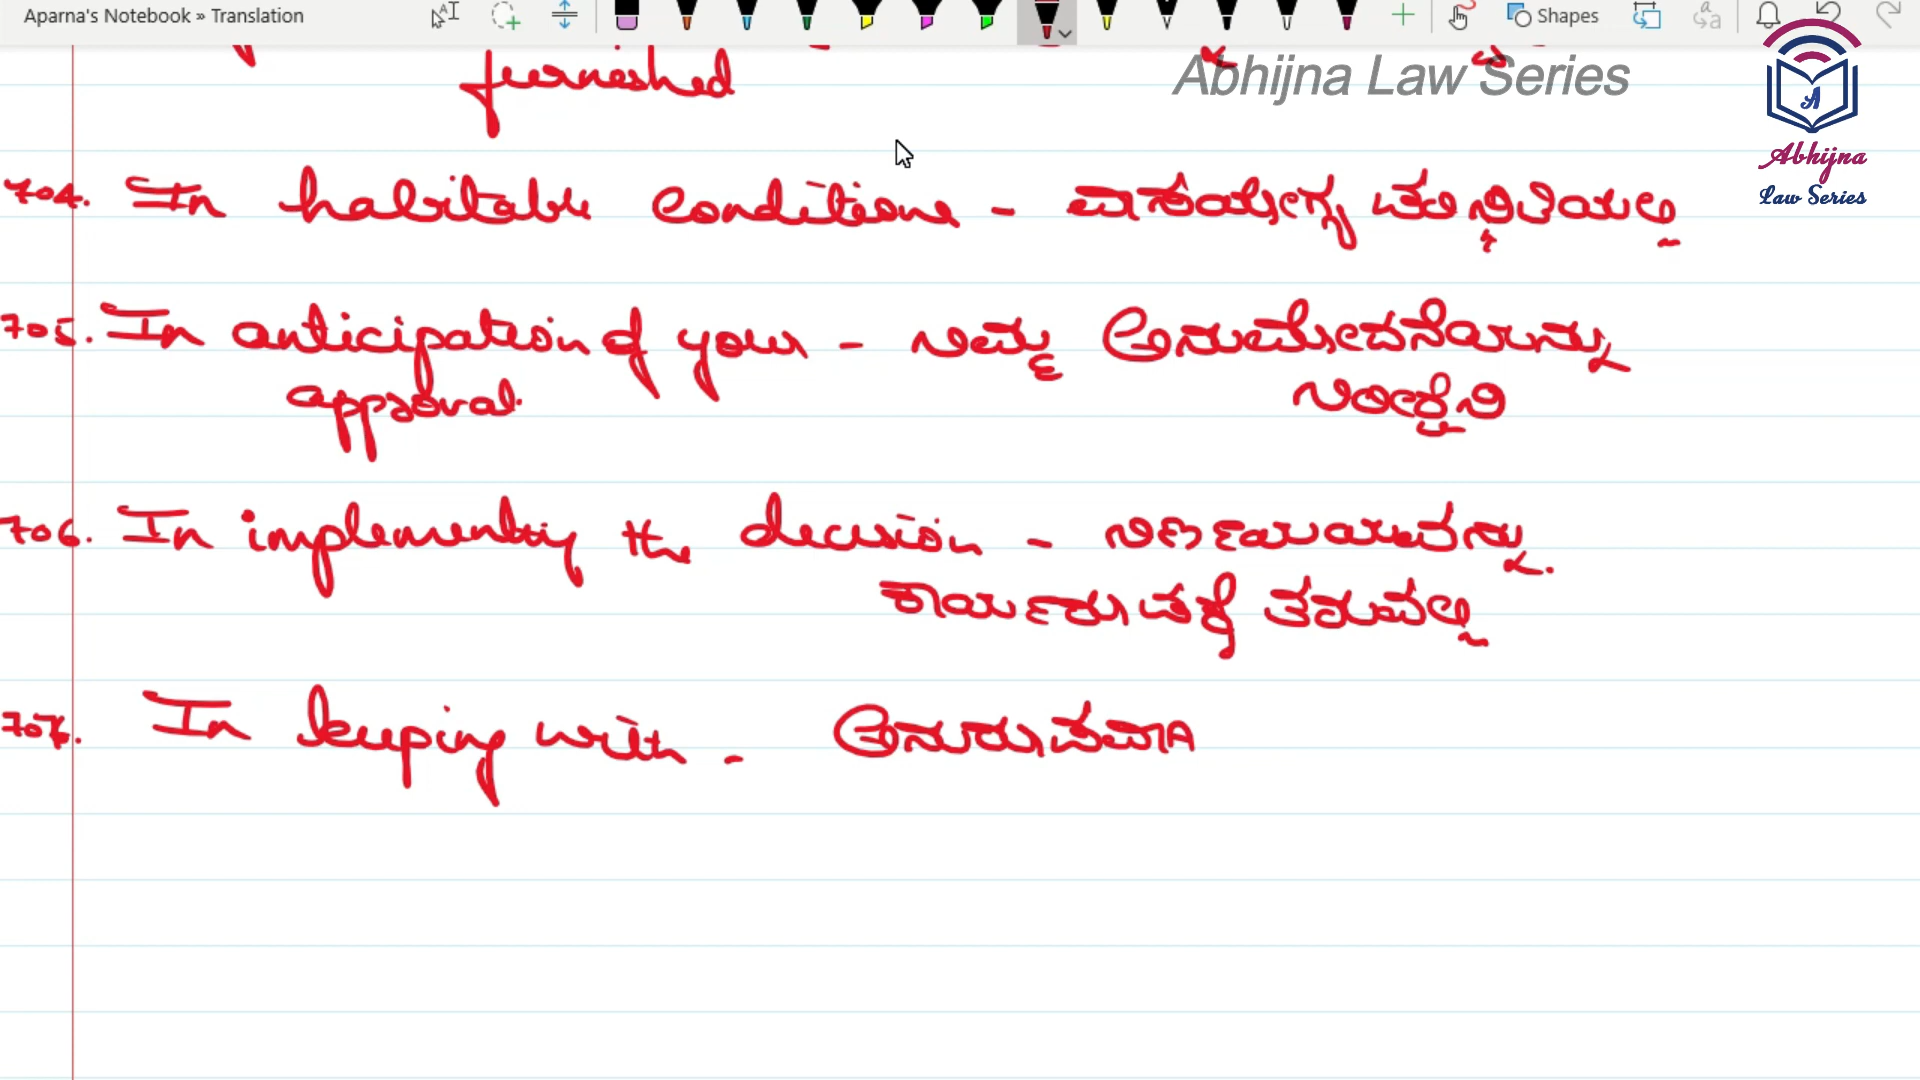 Aparna's Notebook » Translation
Shapes
furnished
Abhijna Law Series
A
Abhijna
Law Series
704. In habitable conditions - ವಾಸಯೋಗ್ಯ ಪರಿಸ್ಥಿತಿಯಲ್ಲಿ
705. In anticipation of your - ನಿಮ್ಮ ಅನುಮೋದನೆಯನ್ನು
approval. ನಿರೀಕ್ಷಿಸಿ
706. In implementing the decision - ನಿರ್ಣಯವನ್ನು.
ಕಾರ್ಯರೂಪಕ್ಕೆ ತರುವಲ್ಲಿ
707. In keeping with - ಅನುರೂಪವಾಗಿ